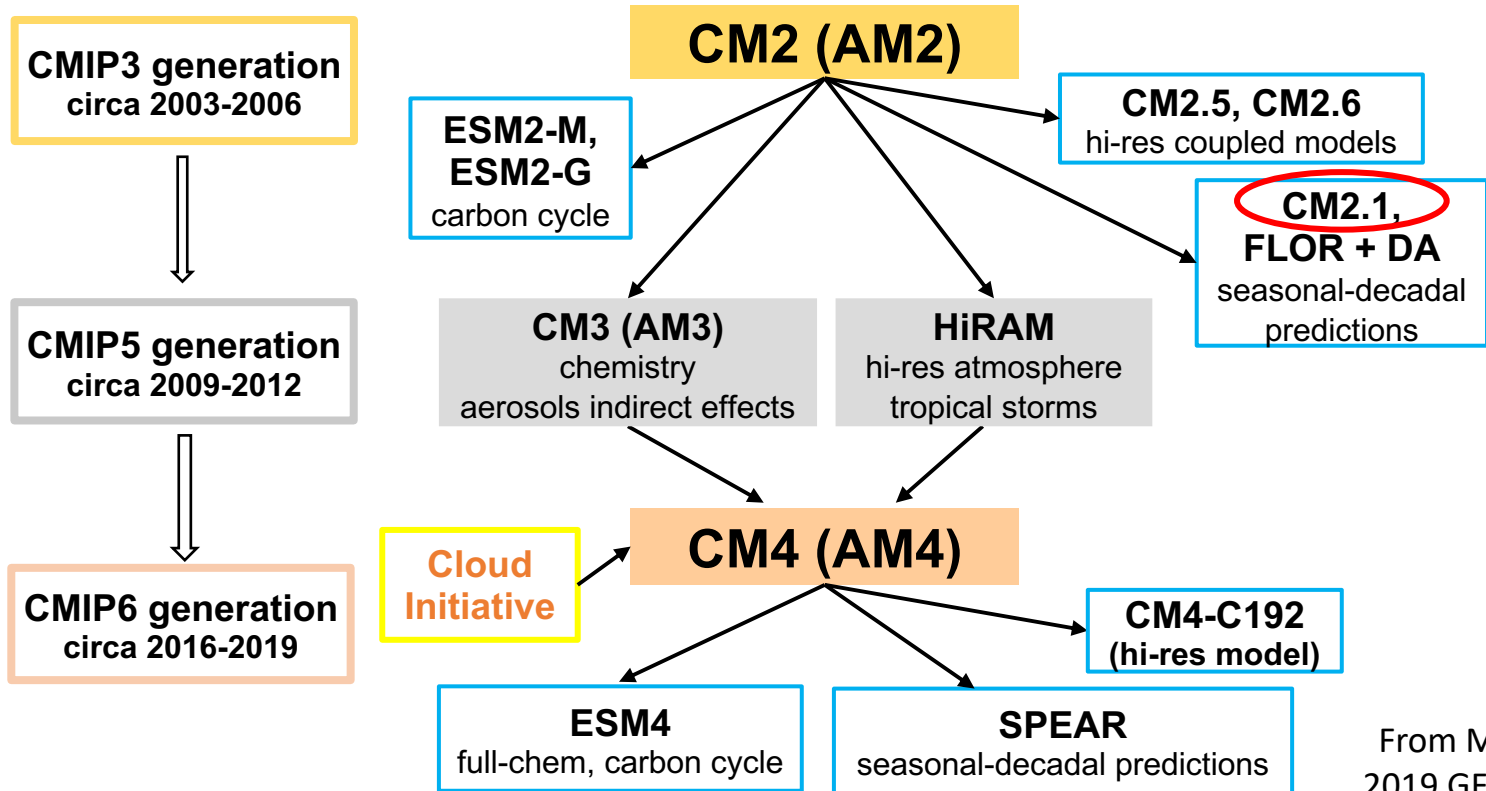 CMIP3 generation
circa 2003-2006
CMIP5 generation
circa 2009-2012
CMIP6 generation
circa 2016-2019
CM2 (AM2)
ESM2-M,
ESM2-G
carbon cycle
CM2.5, CM2.6
hi-res coupled models
CM2.1,
FLOR + DA
seasonal-decadal
predictions
CM3 (AM3)
chemistry
aerosols indirect effects
HiRAM
hi-res atmosphere
tropical storms
Cloud
Initiative
CM4 (AM4)
CM4-C192
(hi-res model)
ESM4
full-chem, carbon cycle
SPEAR
seasonal-decadal predictions
From
2019